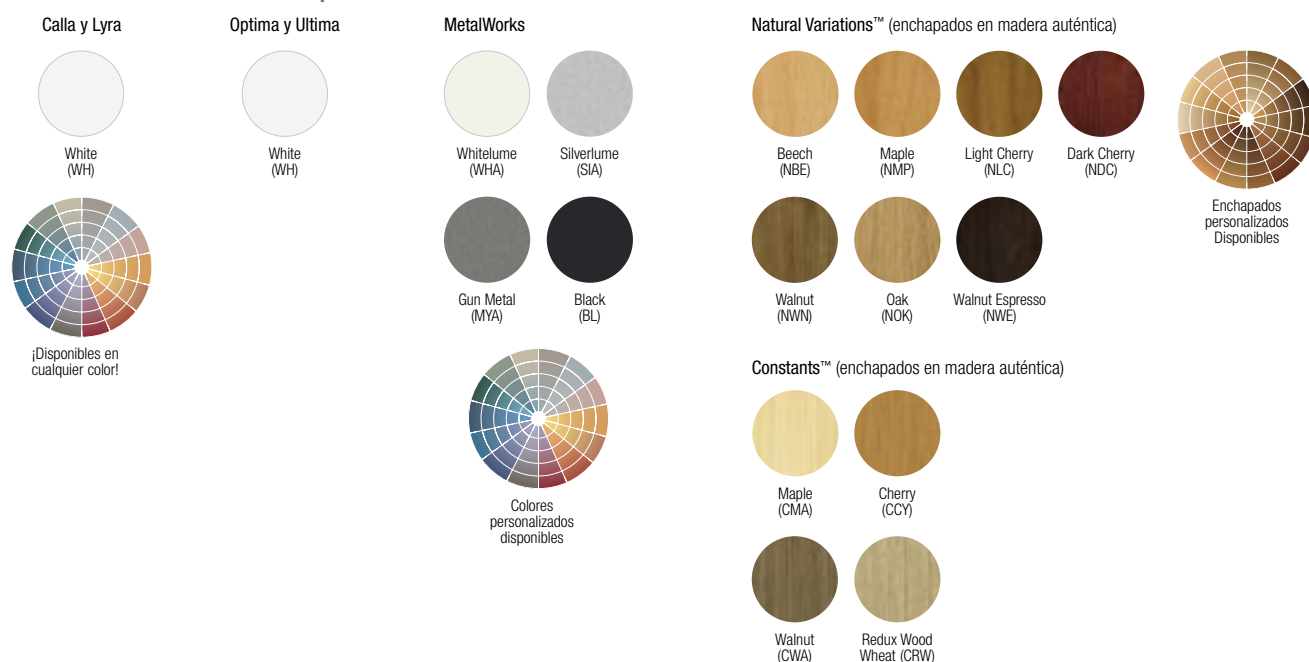 Calla y Lyra
White
(WH)
¡Disponibles en
cualquier color!
Optima y Ultima
White
(WH)
MetalWorks
Whitelume
(WHA)
Silverlume
(SIA)
Gun Metal
(MYA)
Black
(BL)
Colores
personalizados
disponibles
Natural Variations™ (enchapados en madera auténtica)
Beech
(NBE)
Maple
(NMP)
Light Cherry
(NLC)
Dark Cherry
(NDC)
Enchapados
personalizados
Disponibles
Walnut
(NWN)
Oak
(NOK)
Walnut Espresso
(NWE)
Constants™ (enchapados en madera auténtica)
Maple
(CMA)
Cherry
(CCY)
Walnut
(CWA)
Redux Wood
Wheat (CRW)